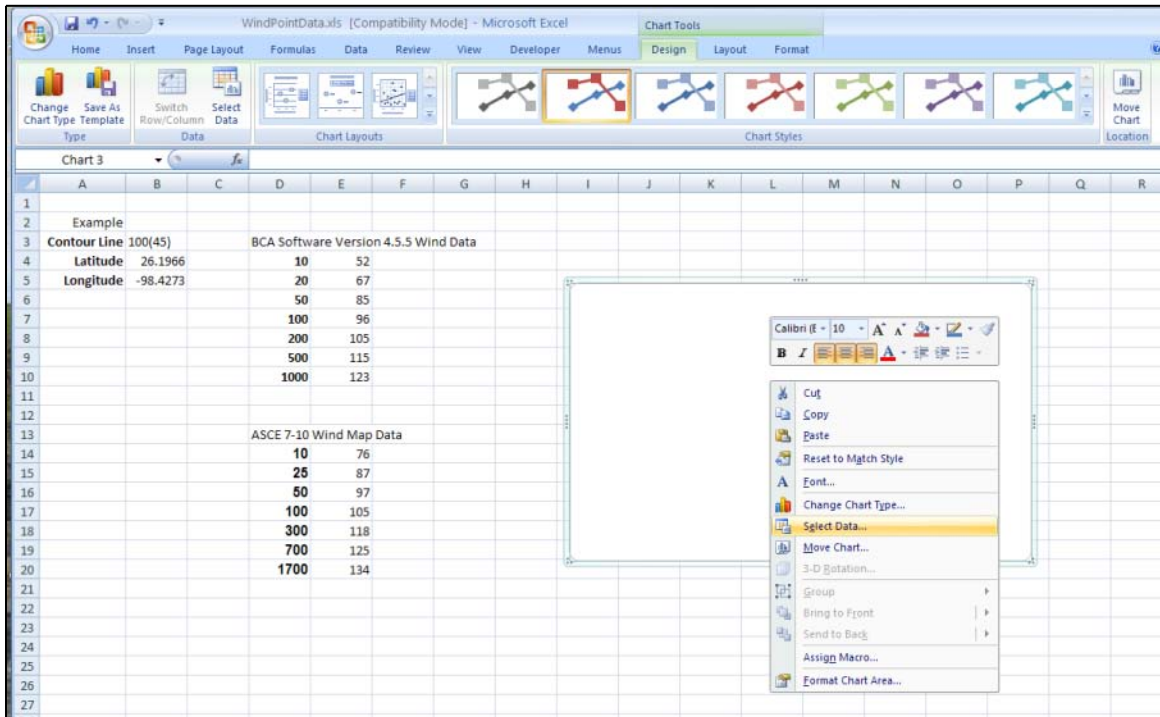 WindPointData.xls [Compatibility Mode] - Microsoft Excel
Chart Tools
Home Insert Page Layout Formulas Data Review View Developer Menus Design Layout Format
Change Chart Type
Save As Template
Switch Row/Column
Select Data
Move Chart
Type Data Chart Layouts Chart Styles Location
Chart 3 fx
A B C D E F G H I J K L M N O P Q R
1
2 Example
3 Contour Line 100(45) BCA Software Version 4.5.5 Wind Data
4 Latitude 26.1966 10 52
5 Longitude -98.4273 20 67
6 50 85
7 100 96
8 200 105
9 500 115
10 1000 123
11
12
13 ASCE 7-10 Wind Map Data
14 10 76
15 25 87
16 50 97
17 100 105
18 300 118
19 700 125
20 1700 134
21
22
23
24
25
26
27
Calibri (E 10 A A
B I A
Cut
Copy
Paste
Reset to Match Style
A Font...
Change Chart Type...
Select Data...
Move Chart...
3-D Rotation...
Group
Bring to Front
Send to Back
Assign Macro...
Format Chart Area...